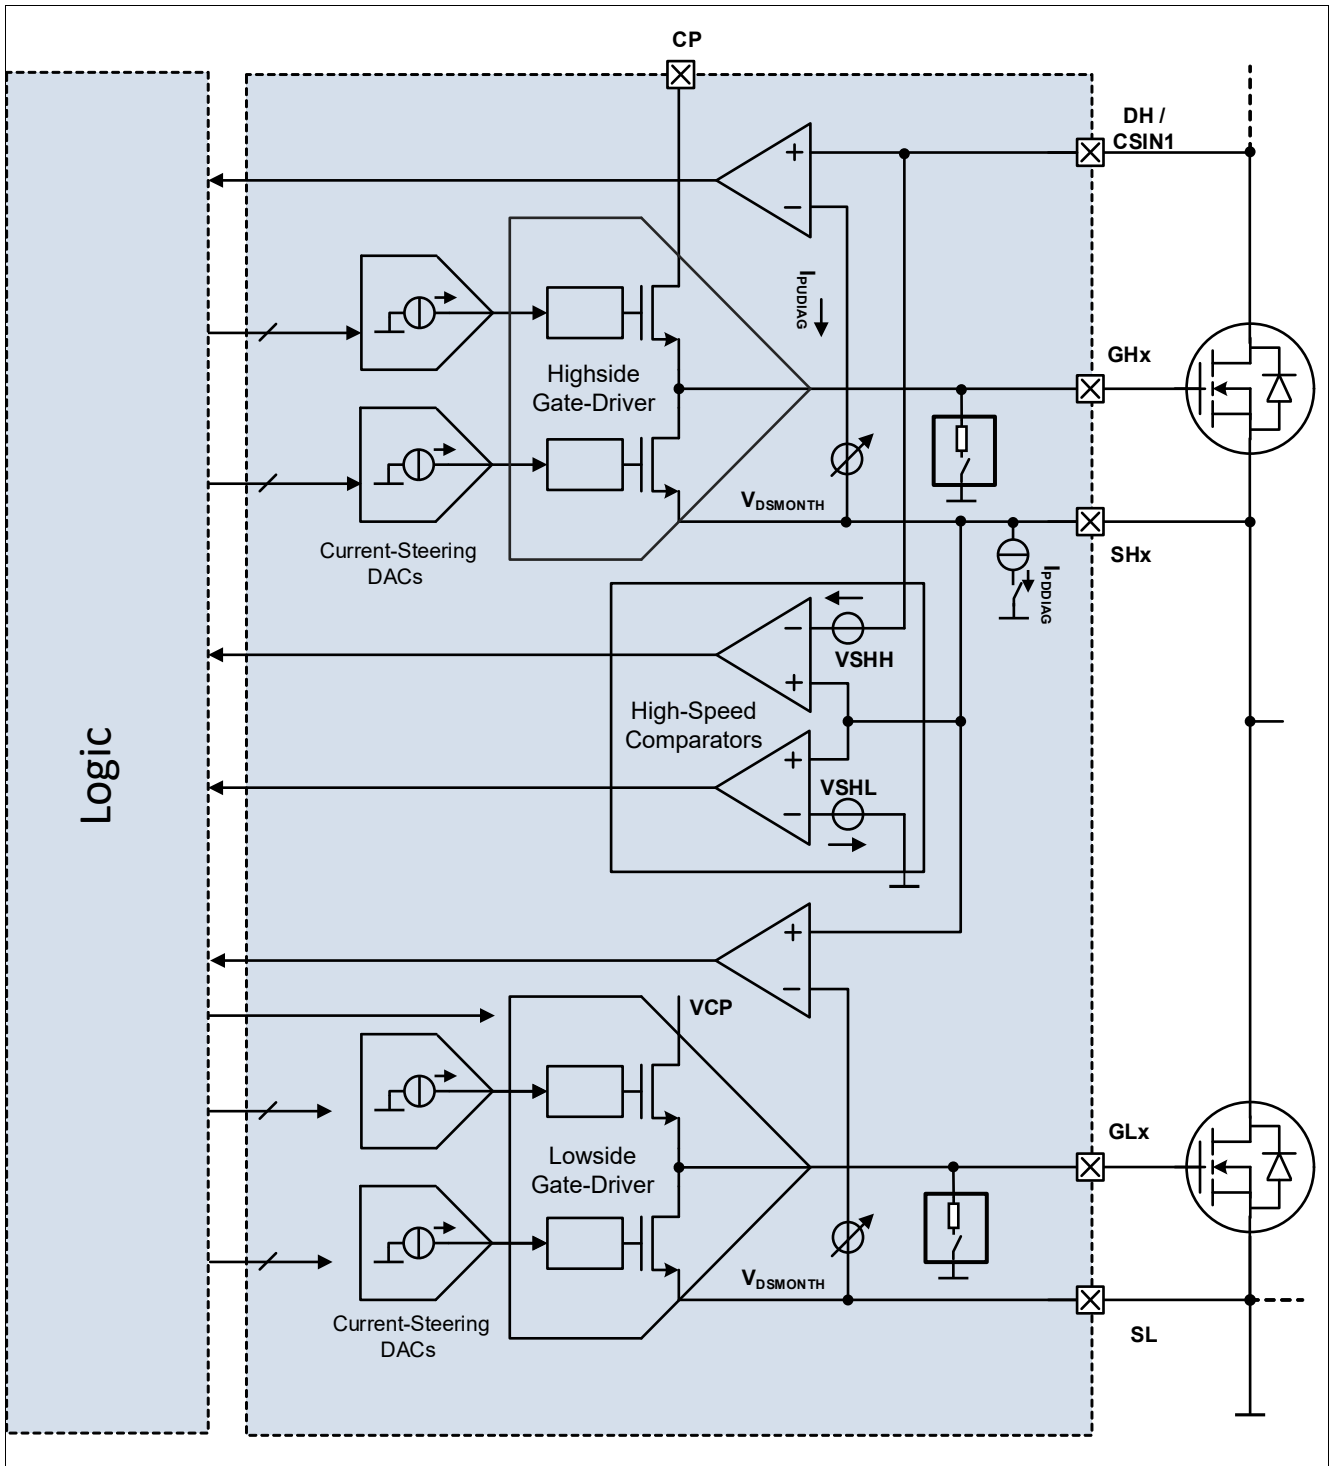 CP
DH /
CSIN1
+
−
IPUDIAG
GHx
Highside
Gate-Driver
VDSMONTH
SHx
Current-Steering
DACs
IPDDIAG
−
VSHH
+
High-Speed
Comparators
+
VSHL
−
Logic
+
−
VCP
GLx
Lowside
Gate-Driver
VDSMONTH
Current-Steering
DACs
SL